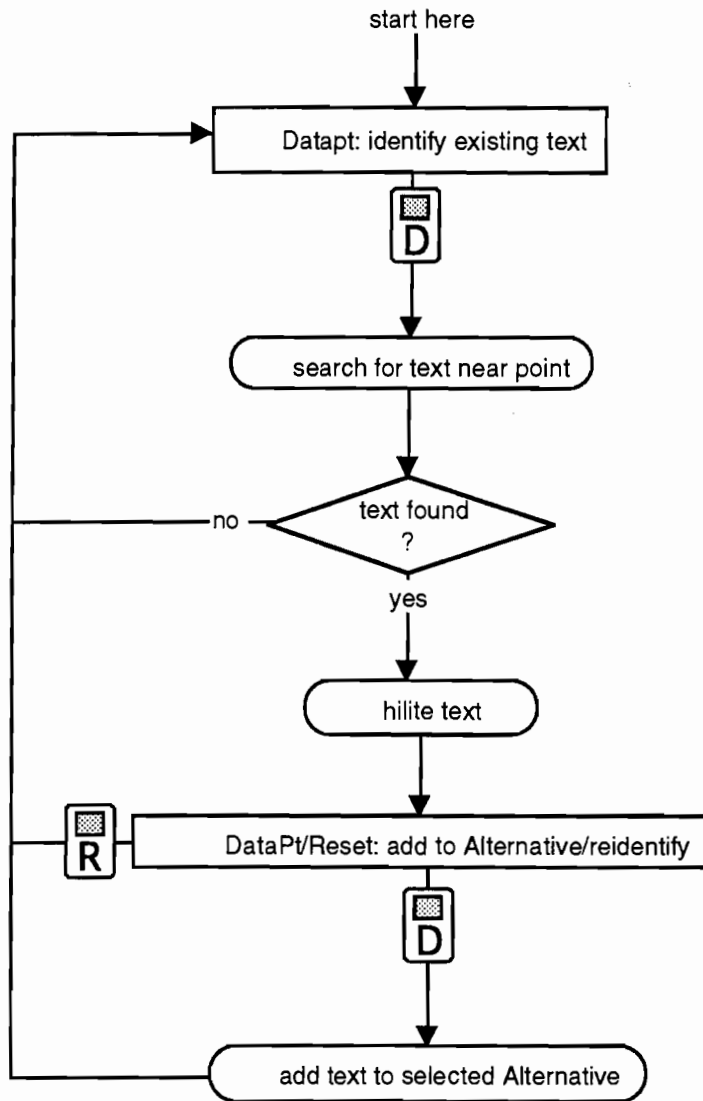 start here
Datapt: identify existing text
D
search for text near point
text found
?
no
yes
hilite text
R
DataPt/Reset: add to Alternative/reidentify
D
add text to selected Alternative